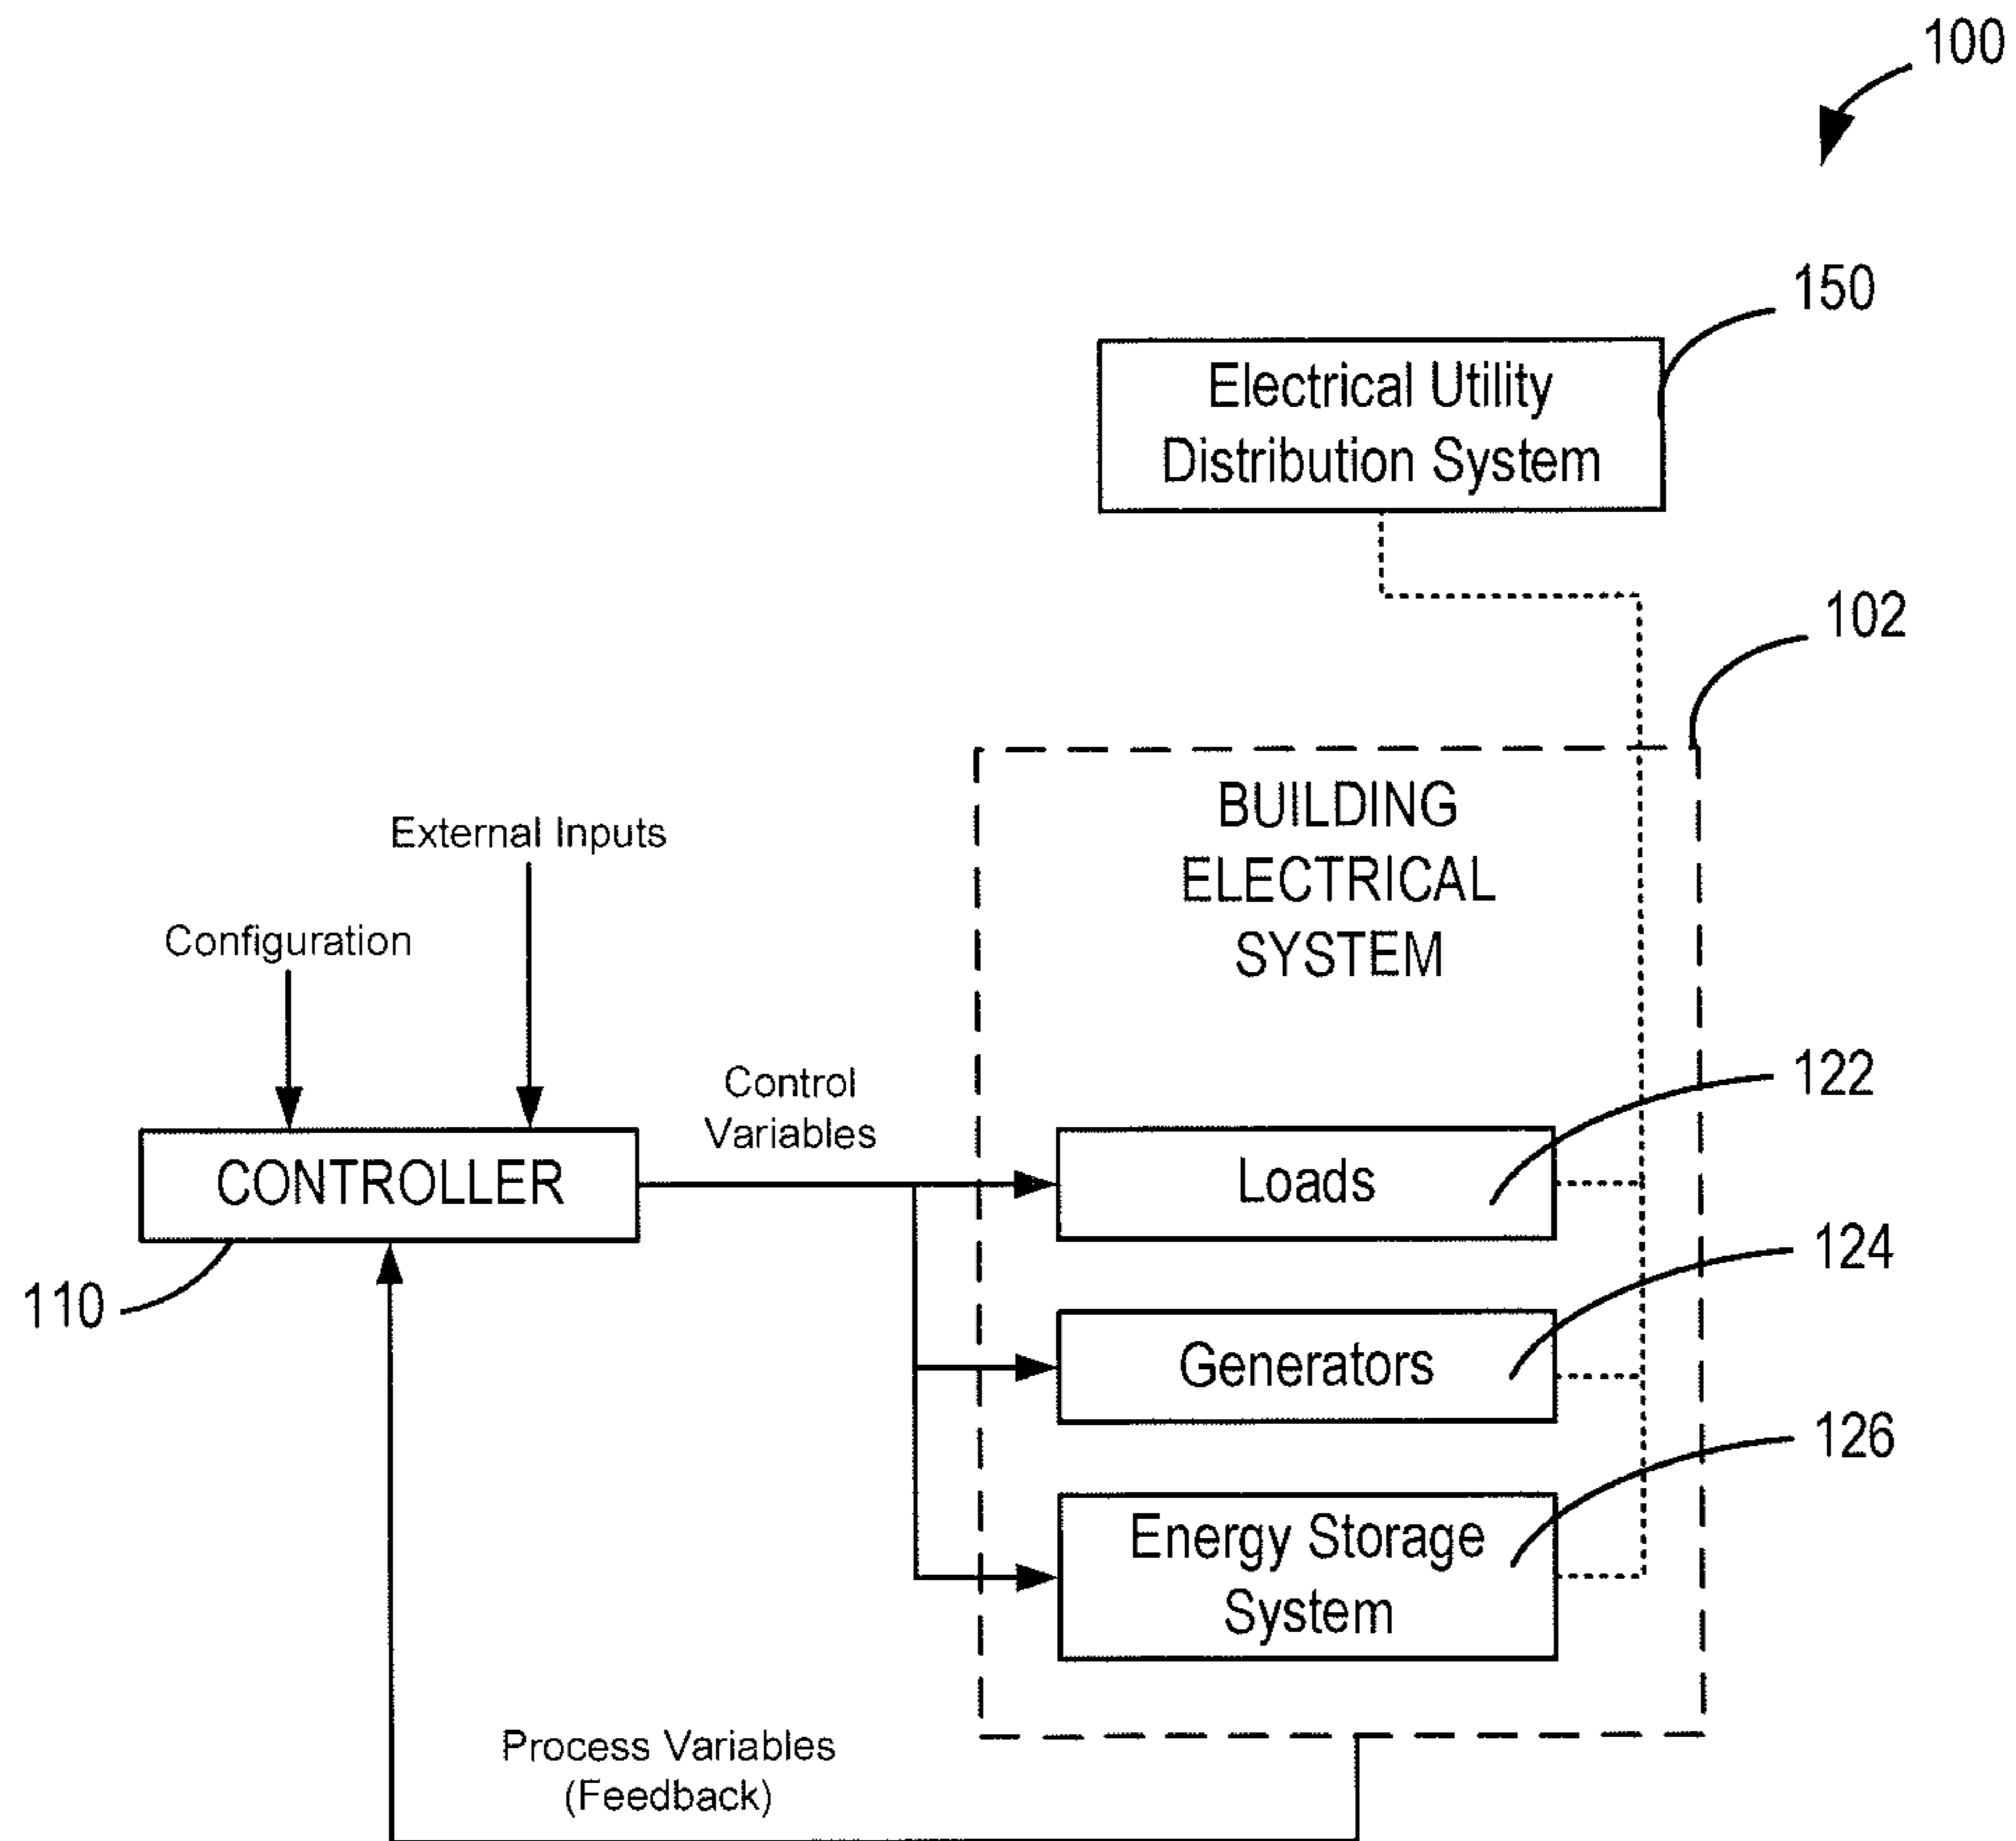 100
150
Electrical Utility
Distribution System
102
BUILDING
ELECTRICAL
SYSTEM
External Inputs
Configuration
Control
Variables
122
CONTROLLER
Loads
110
124
Generators
126
Energy Storage
System
Process Variables
(Feedback)